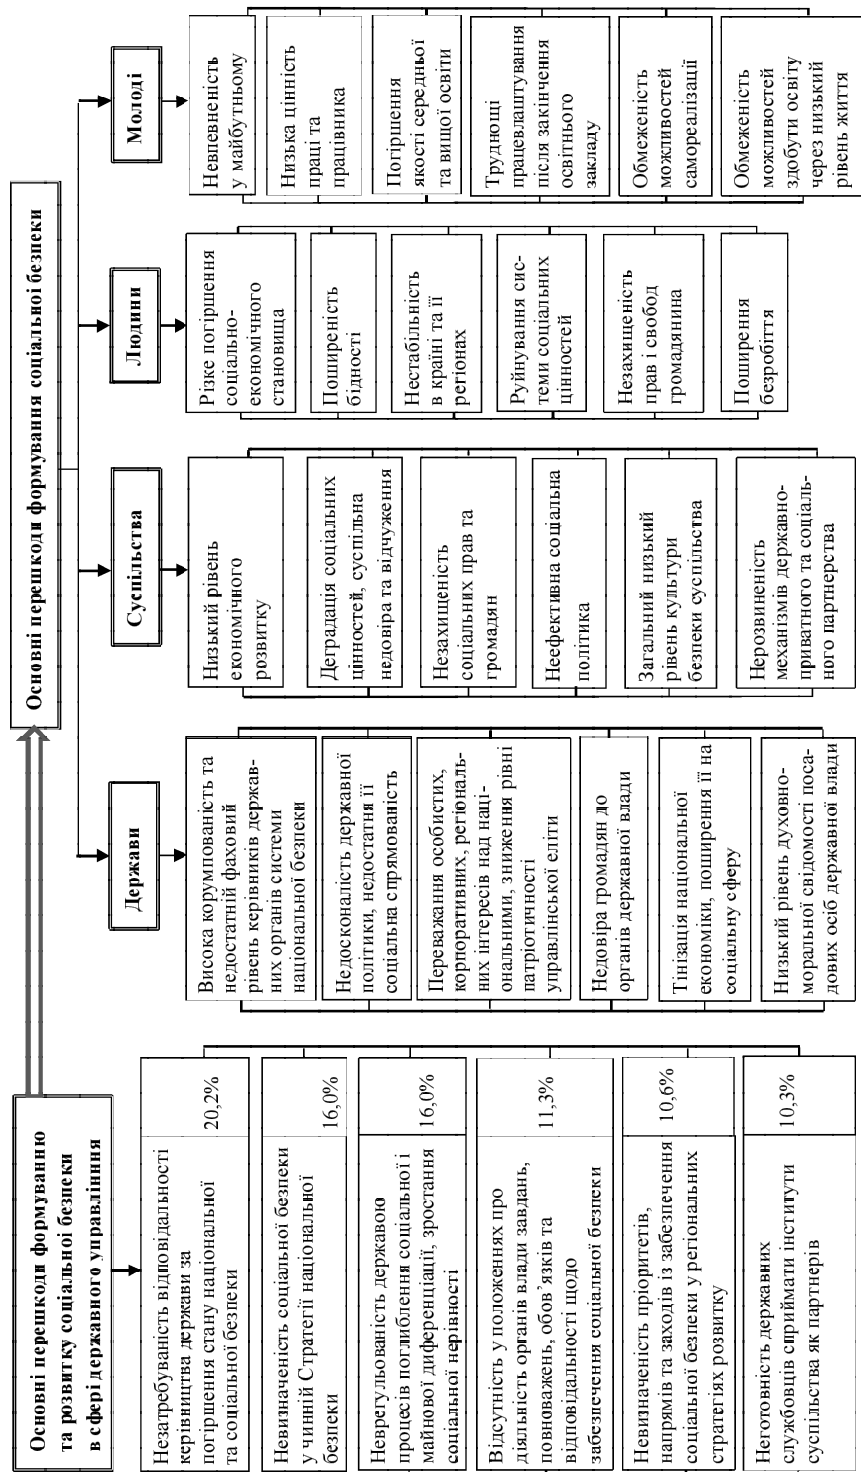 Основні перешкоди формуванню
та розвитку соціальної безпеки
в сфері державного управлінння
Незатребуваність відповідальності
керівництва держави за
погіршення стану національної
та соціальної безпеки
20,2%
Невизначеність соціальної безпеки
у чинній Стратегії національної
безпеки
16,0%
Неврегульованість державою
процесів поглиблення соціальної і
майнової диференціації, зростання
соціальної нерівності
16,0%
Відсутність у положеннях про
діяльність органів влади завдань,
повноважень, обов’язків та
відповідальності щодо
забезпечення соціальної безпеки
11,3%
Невизначеність пріоритетів,
напрямів та заходів із забезпечення
соціальної безпеки у регіональних
стратегіях розвитку
10,6%
Неготовність державних
службовців сприймати інститути
суспільства як партнерів
10,3%
Основні перешкоди формування соціальної безпеки
Держави
Висока корумпованість та
недостатній фаховий
рівень керівників держав-
них органів системи
національної безпеки
Недосконалість державної
політики, недостатня її
соціальна спрямованість
Переважання особистих,
корпоративних, регіональ-
них інтересів над наці-
ональними, зниження рівні
патріотичності
управлінської еліти
Недовіра громадян до
органів державної влади
Тінізація національної
економіки, поширення її на
соціальну сферу
Низький рівень духовно-
моральної свідомості поса-
дових осіб державної влади
Суспільства
Низький рівень
економічного
розвитку
Деградація соціальних
цінностей, суспільна
недовіра та відчуження
Незахищеність
соціальних прав та
громадян
Неефективна соціальна
політика
Загальний низький
рівень культури
безпеки суспільства
Нерозвиненість
механізмів державно-
приватного та соціаль-
ного партнерства
Людини
Різке погіршення
соціально-
економічного
становища
Поширеність
бідності
Нестабільність
в країні та її
регіонах
Руйнування сис-
теми соціальних
цінностей
Незахищеність
прав і свобод
громадянина
Поширення
безробіття
Молоді
Невпевненість
у майбутньому
Низька цінність
праці та
працівника
Погіршення
якості середньої
та вищої освіти
Труднощі
працевлаштування
після закінчення
освітнього
закладу
Обмеженість
можливостей
самореалізації
Обмеженість
можливостей
здобути освіту
через низький
рівень життя